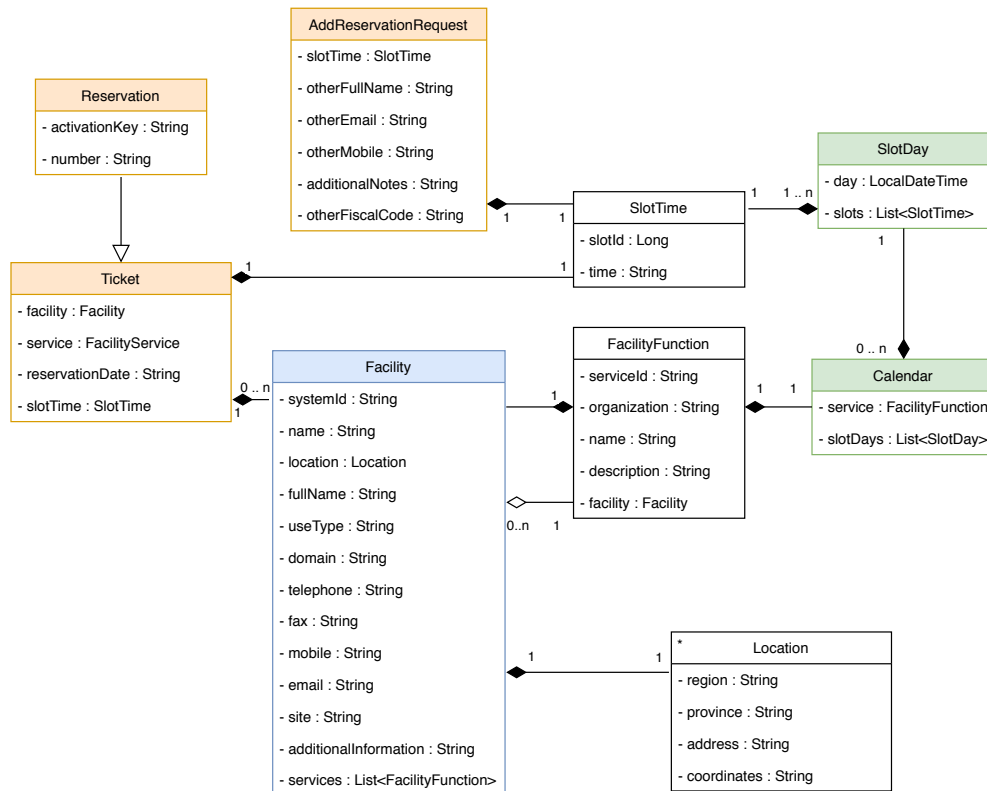 AddReservationRequest
- slotTime : SlotTime
- otherFullName : String
- otherEmail : String
- otherMobile : String
- additionalNotes : String
- otherFiscalCode : String
Reservation
- activationKey : String
- number : String
SlotDay
- day : LocalDateTime
- slots : List<SlotTime>
1
1
1
1 .. n
1
SlotTime
- slotId : Long
- time : String
Ticket
- facility : Facility
- service : FacilityService
- reservationDate : String
- slotTime : SlotTime
1
1
0 .. n
1
0 .. n
Facility
- systemId : String
- name : String
- location : Location
- fullName : String
- useType : String
- domain : String
- telephone : String
- fax : String
- mobile : String
- email : String
- site : String
- additionalInformation : String
- services : List<FacilityFunction>
FacilityFunction
- serviceId : String
- organization : String
- name : String
- description : String
- facility : Facility
1
0..n
1
1
1
Calendar
- service : FacilityFunction
- slotDays : List<SlotDay>
1
1
*
Location
- region : String
- province : String
- address : String
- coordinates : String